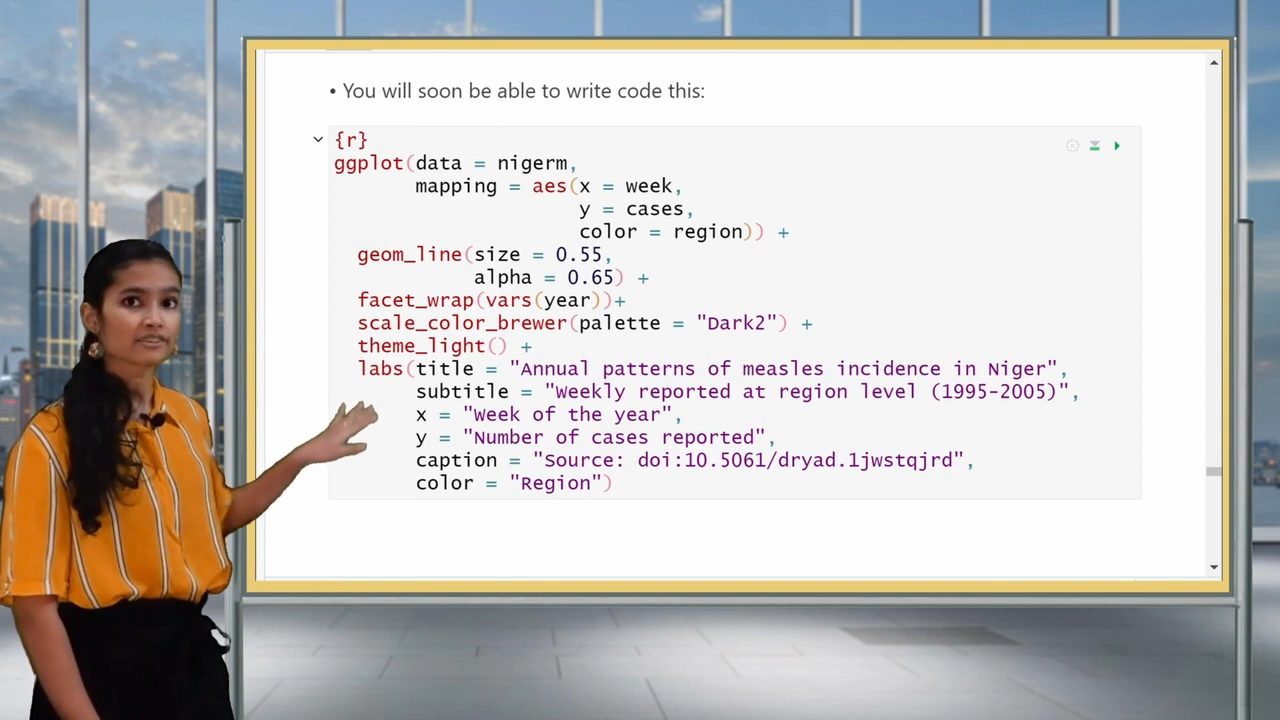 • You will soon be able to write code this:
{r}
ggplot(data = nigerm,
mapping = aes(x = week,
y = cases,
color = region)) +
geom_line(size = 0.55,
alpha = 0.65) +
facet_wrap(vars(year))+
scale_color_brewer(palette = "Dark2") +
theme_light() +
labs(title = "Annual patterns of measles incidence in Niger",
subtitle = "Weekly reported at region level (1995-2005)",
x = "Week of the year",
y = "Number of cases reported",
caption = "Source: doi:10.5061/dryad.1jwstqjrd",
color = "Region")